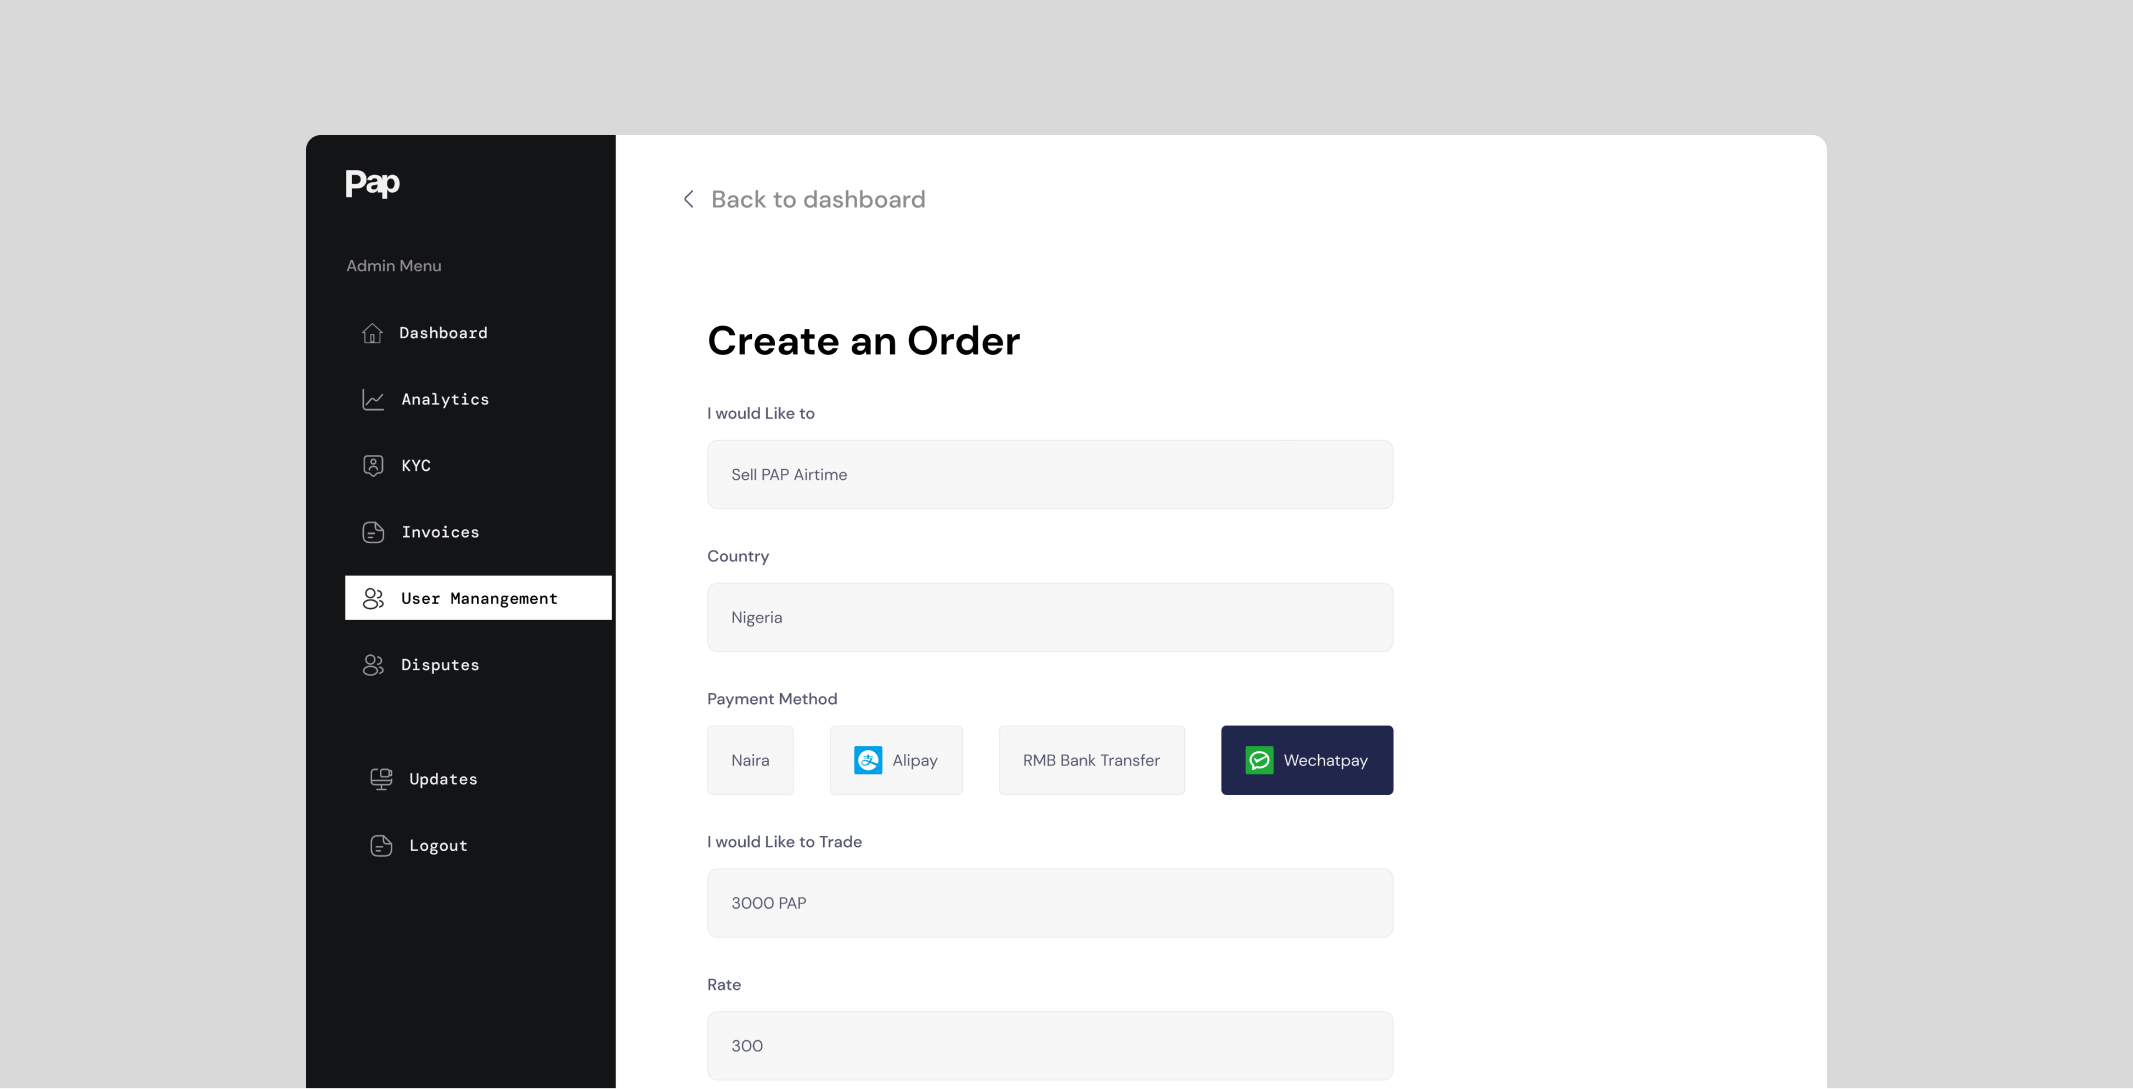 Pap
Admin Menu
Dashboard
Analytics
KYC
Invoices
User Manangement
Disputes
Updates
Logout
Back to dashboard
Create an Order
I would Like to
Sell PAP Airtime
Country
Nigeria
Payment Method
Naira
支 Alipay
RMB Bank Transfer
Wechatpay
I would Like to Trade
3000 PAP
Rate
300